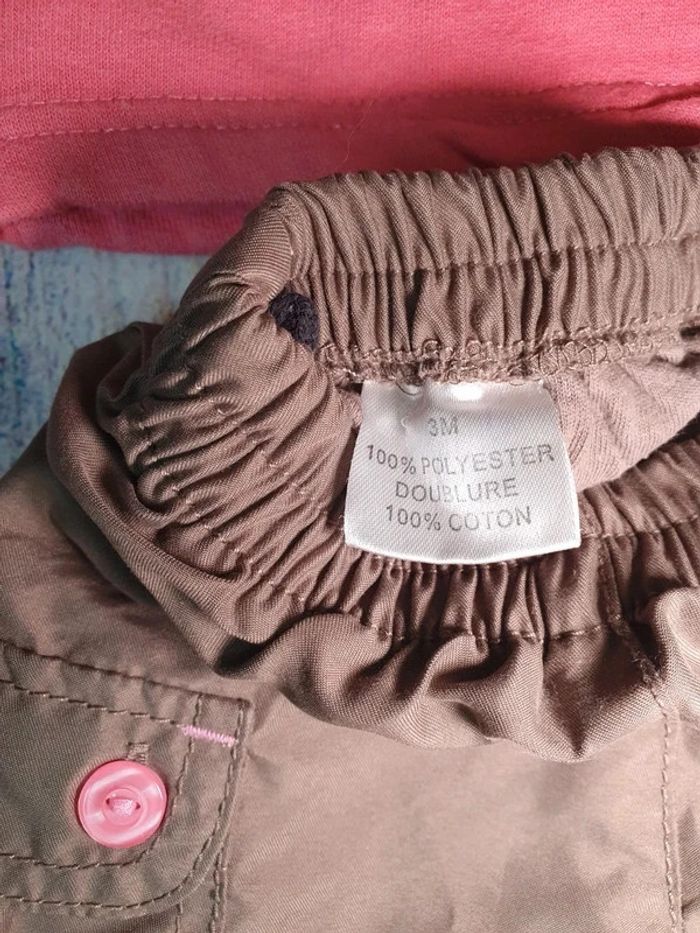 3M
100% POLYESTER
DOUBLURE
100% COTON